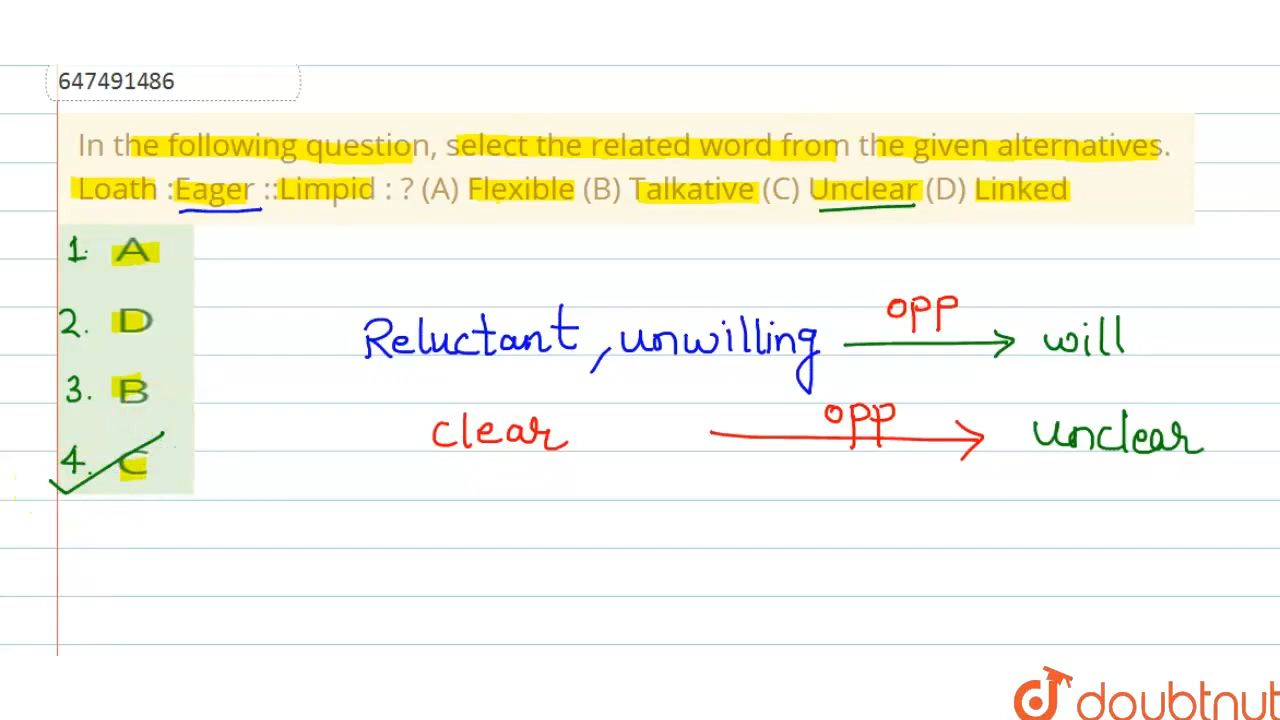 647491486
In the following question, select the related word from the given alternatives.
Loath :Eager ::Limpid : ? (A) Flexible (B) Talkative (C) Unclear (D) Linked
1. A
2. D
3. B
4. C
opp
Reluctant, unwilling will
opp
clear unclear
doubtnut